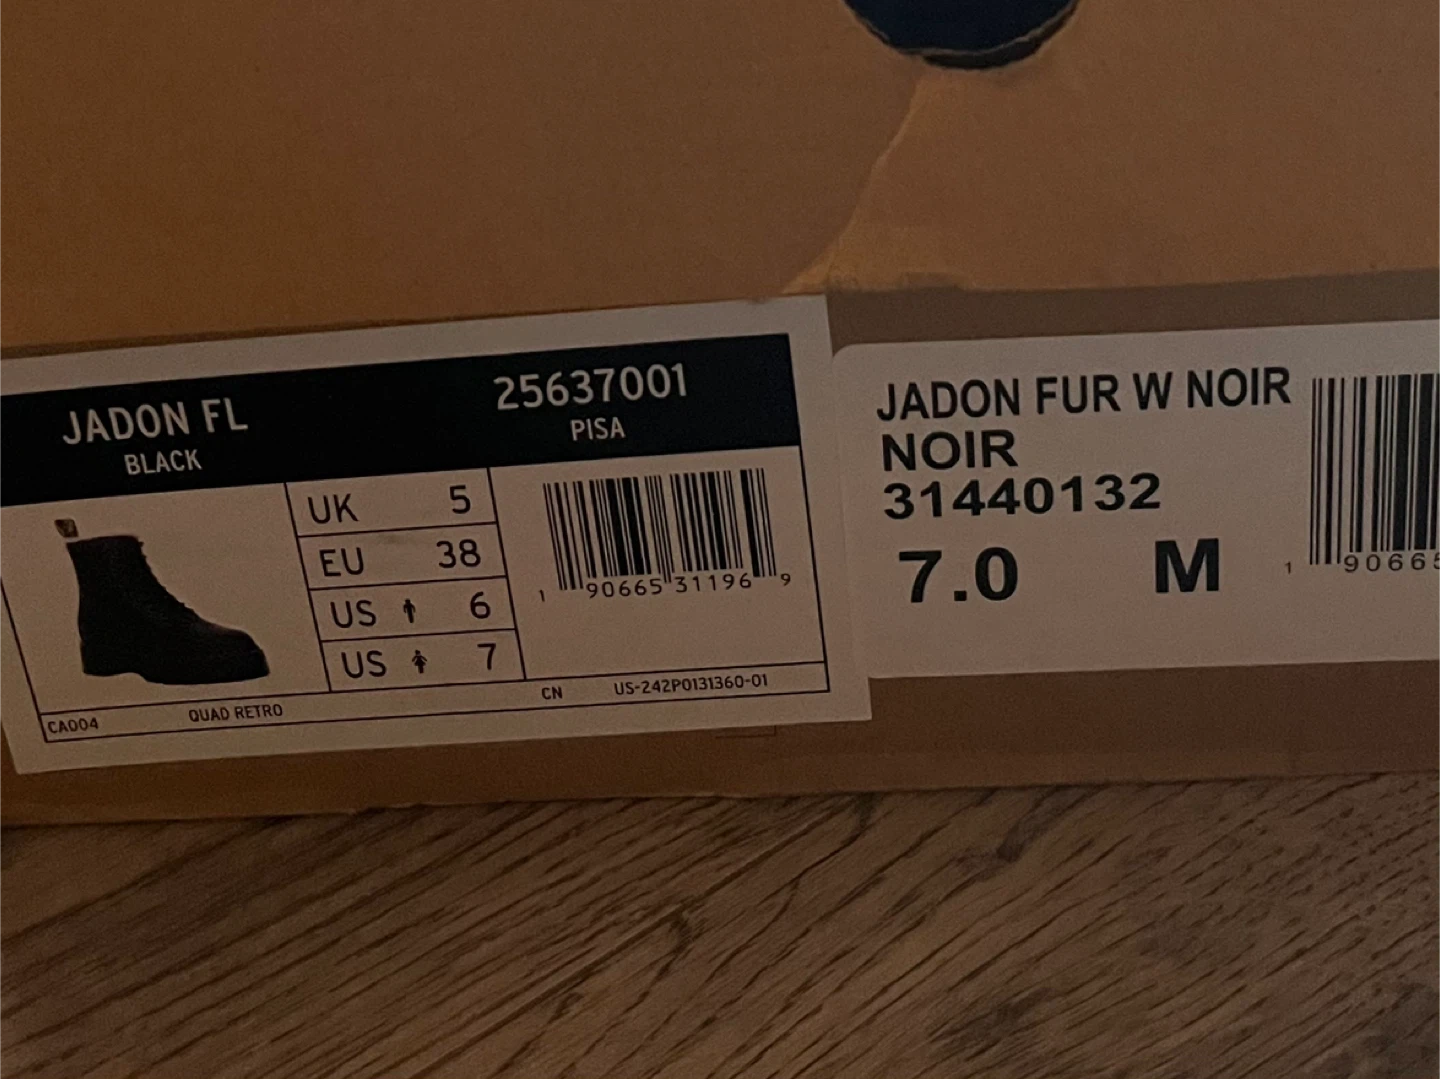 JADON FL
BLACK
25637001
PISA
UK 5
EU 38
US 6
US 7
1 90665 31196 9
CN US-242P0131360-01
CA004 QUAD RETRO
JADON FUR W NOIR
NOIR
31440132
7.0 M
1 90665